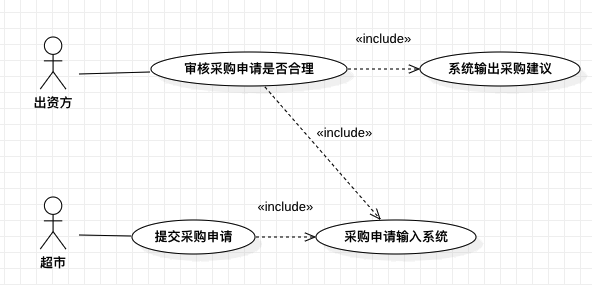 «include»
审核采购申请是否合理
系统输出采购建议
出资方
«include»
«include»
提交采购申请
采购申请输入系统
超市